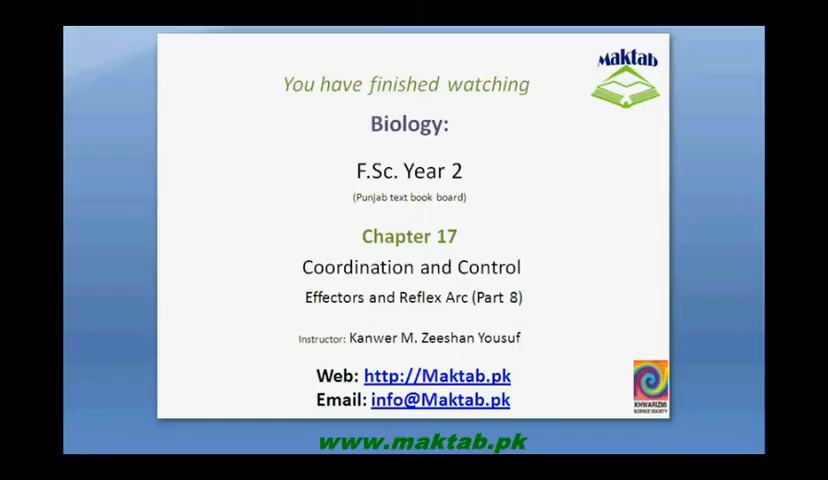 Maktab
You have finished watching
Biology:
F.Sc. Year 2
(Punjab text book board)
Chapter 17
Coordination and Control
Effectors and Reflex Arc (Part 8)
Instructor: Kanwer M. Zeeshan Yousuf
Web: http://Maktab.pk
Email: info@Maktab.pk
KHWARIZMI
SCIENCE SOCIETY
www.maktab.pk